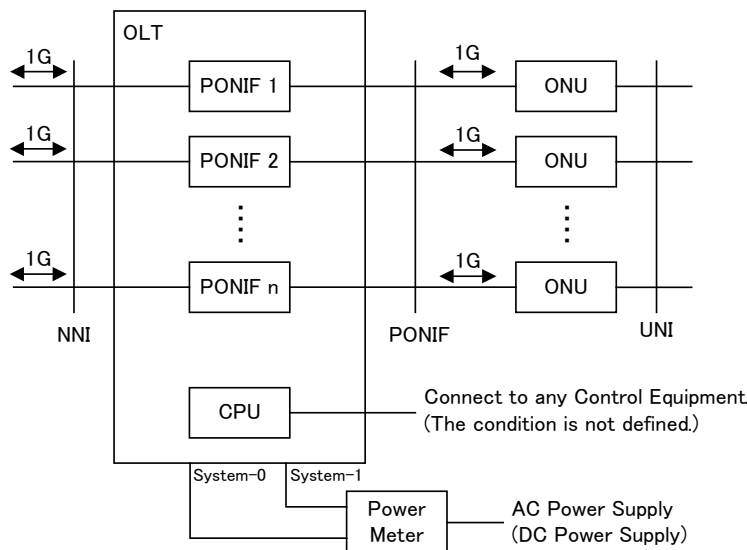 OLT
1G
PONIF 1
1G
ONU
1G
PONIF 2
1G
ONU
1G
PONIF n
1G
ONU
NNI
PONIF
UNI
CPU
Connect to any Control Equipment.
(The condition is not defined.)
System-0
System-1
Power
Meter
AC Power Supply
(DC Power Supply)